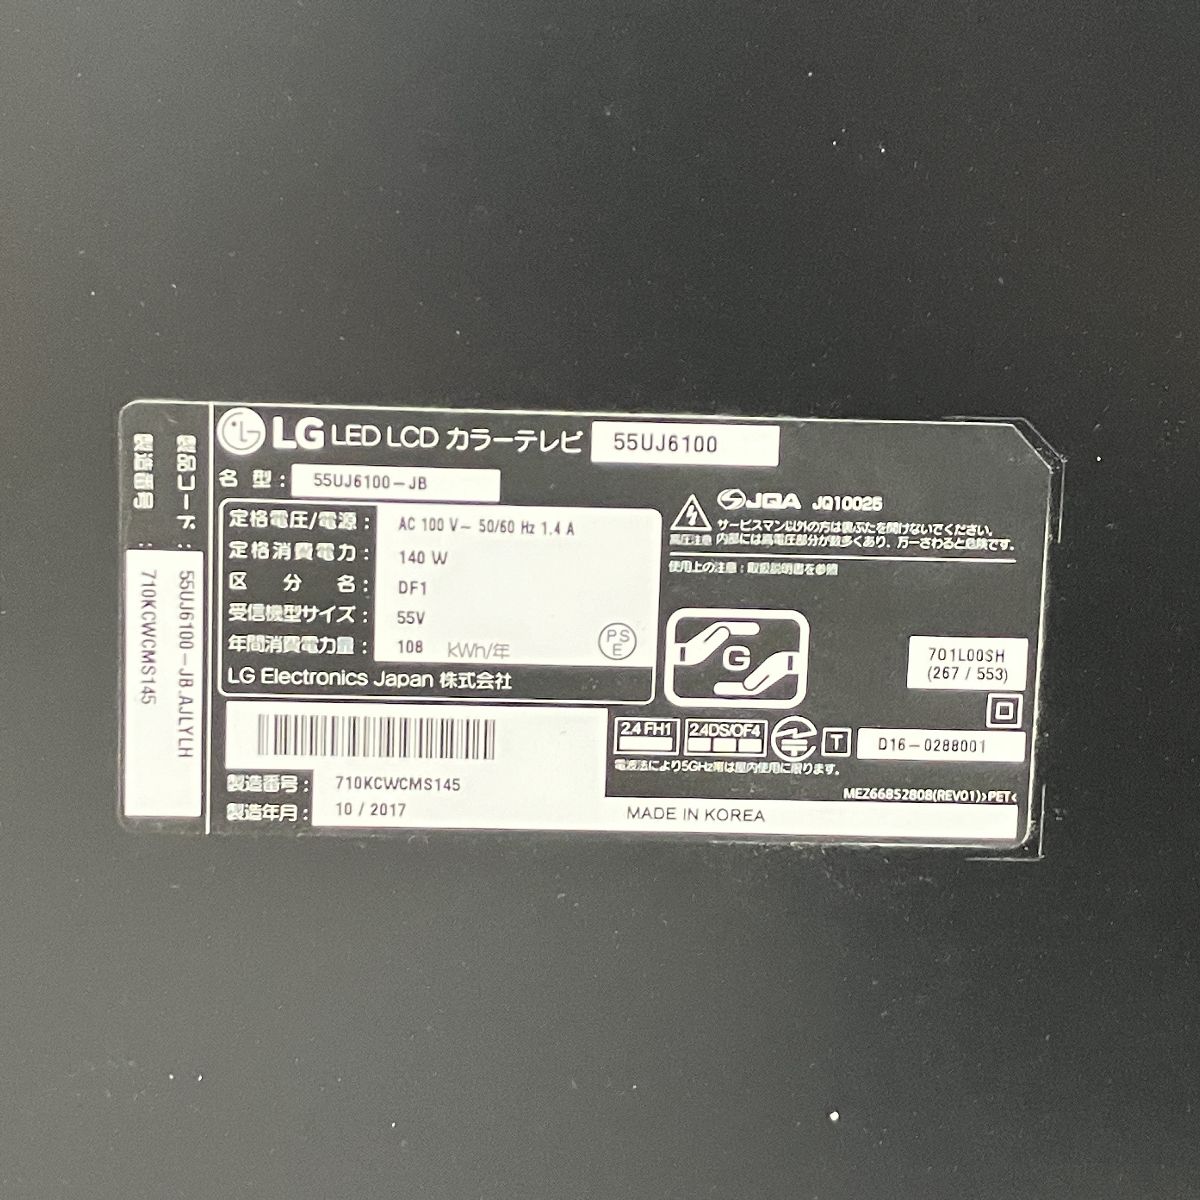 LG LED LCD カラーテレビ 55UJ6100
名 型 : 55UJ6100-JB
定格電圧/電源 : AC 100 V~ 50/60 Hz 1.4 A
定格消費電力 : 140 W
区 分 名 : DF1
受信機型サイズ : 55V
年間消費電力量 : 108 kWh/年
PS
E
LG Electronics Japan 株式会社
製造番号 : 710KCWCMS145
製造年月 : 10 / 2017
JQA JQ10025
サービスマン以外の方は裏ぶたを開けないでください。
高圧注意 内部には高電圧部分が数多くあり、万一さわると危険です。
使用上の注意 : 取扱説明書を参照
G
701L00SH
(267 / 553)
2.4 FH1 2.4DS/OF4 T D16-0288001
電波法により5GHz帯は屋内使用に限ります。
MEZ66852808(REV01)>PET<
MADE IN KOREA
製品コード : 55UJ6100-JB.AJLYLH
製造番号 : 710KCWCMS145